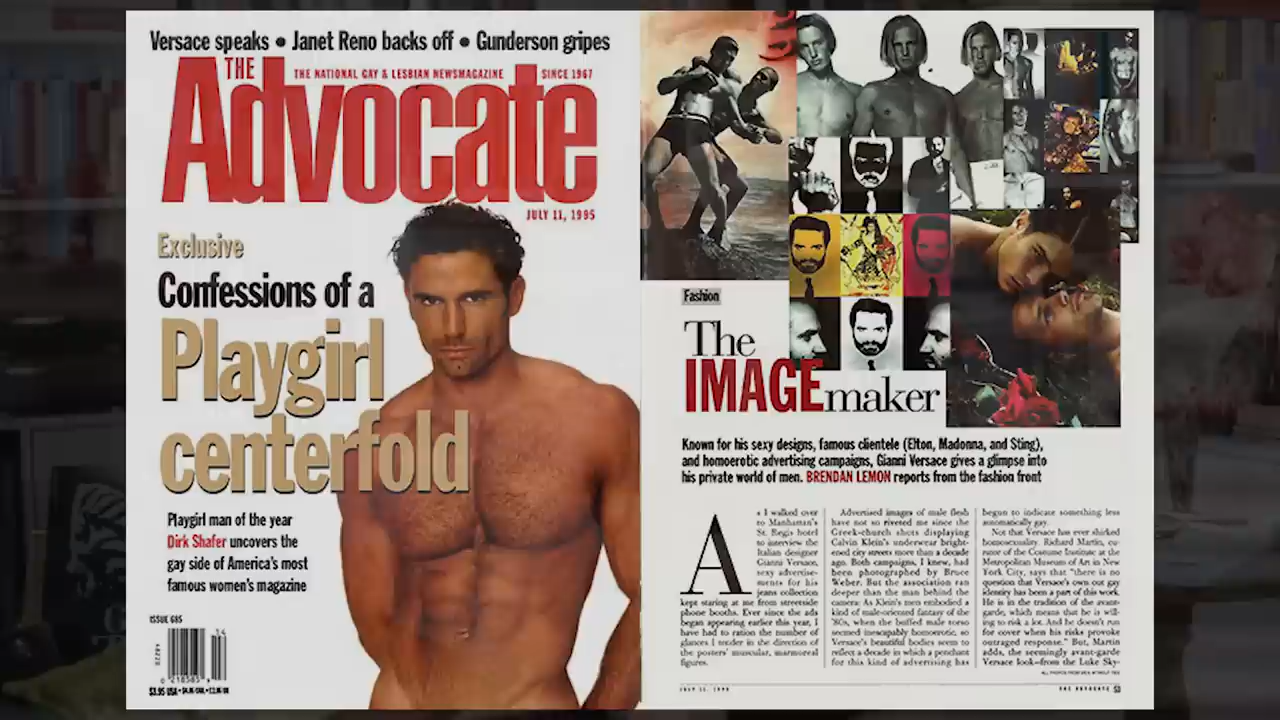 Versace speaks • Janet Reno backs off • Gunderson gripes
THE
THE NATIONAL GAY & LESBIAN NEWSMAGAZINE
SINCE 1967
Advocate
JULY 11, 1995
Exclusive
Confessions of a
Playgirl
centerfold
Playgirl man of the year
Dirk Shafer uncovers the
gay side of America's most
famous women's magazine
ISSUE 685
$3.95 USA
Fashion
The
IMAGEmaker
Known for his sexy designs, famous clientele (Elton, Madonna, and Sting),
and homoerotic advertising campaigns, Gianni Versace gives a glimpse into
his private world of men. BRENDAN LEMON reports from the fashion front
As I walked over
to Manhattan's
St. Regis hotel
to interview the
Italian designer
Gianni Versace,
sexy advertise-
ments for his
jeans collection
kept staring at me from streetside
phone booths. Ever since the ads
began appearing earlier this year, I
have had to ration the number of
glances I tender in the direction of
the posters' muscular, marmoreal
figures.
Advertised images of male flesh
have not so riveted me since the
Greek-church shots displaying
Calvin Klein's underwear bright-
ened city streets more than a decade
ago. Both campaigns, I knew, had
been photographed by Bruce
Weber. But the association ran
deeper than the man behind the
camera: As Klein's men embodied a
kind of male-oriented fantasy of the
'80s, when the buffed male torso
seemed inescapably homoerotic, so
Versace's beautiful bodies seem to
reflect a decade in which a penchant
for this kind of advertising has
begun to indicate something less
automatically gay.
Not that Versace has ever shirked
homosexuality. Richard Martin, cu-
rator of the Costume Institute at the
Metropolitan Museum of Art in New
York City, says that "there is no
question that Versace's own out gay
identity has been a part of this work.
He is in the tradition of the avant-
garde, which means that he is will-
ing to risk a lot. And he doesn't run
for cover when his risks provoke
outraged response." But, Martin
adds, the seemingly avant-garde
Versace look—from the Luke Sky-
ALL PHOTOS FROM MEN WITHOUT TIES
JULY 11, 1995
THE ADVOCATE 53